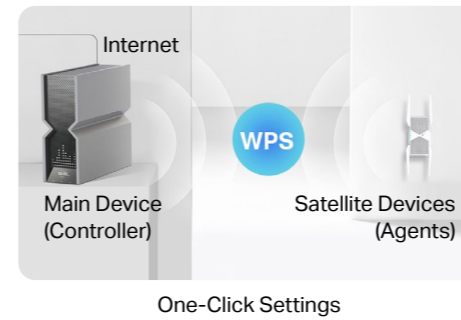 Internet
WPS
Main Device
(Controller)
Satellite Devices
(Agents)
One-Click Settings